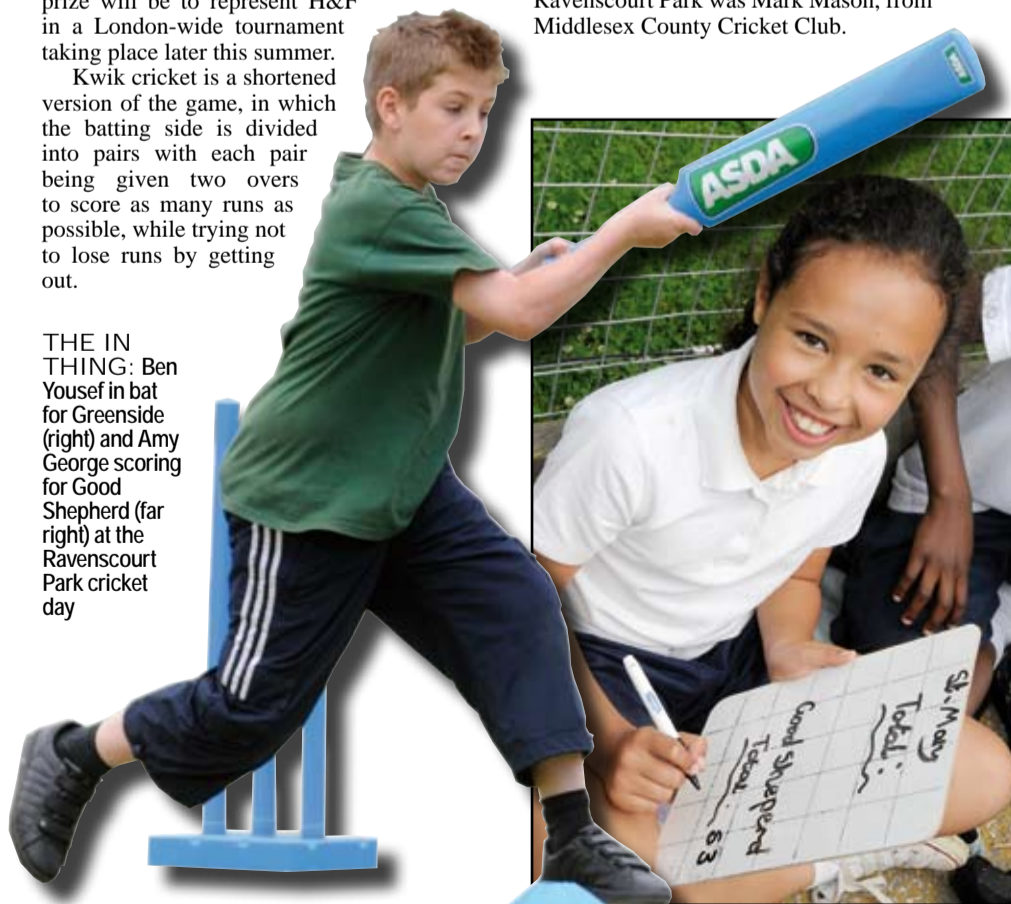 prize will be to represent H&F
in a London-wide tournament
taking place later this summer.
Kwik cricket is a shortened
version of the game, in which
the batting side is divided
into pairs with each pair
being given two overs
to score as many runs as
possible, while trying not
to lose runs by getting
out.
THE IN
THING: Ben
Yousef in bat
for Greenside
(right) and Amy
George scoring
for Good
Shepherd (far
right) at the
Ravenscourt
Park cricket
day
Ravenscourt Park was Mark Mason, from
Middlesex County Cricket Club.
ASDA
ASDA
St. Mary
Total:
Good Sheperd
Total: 63